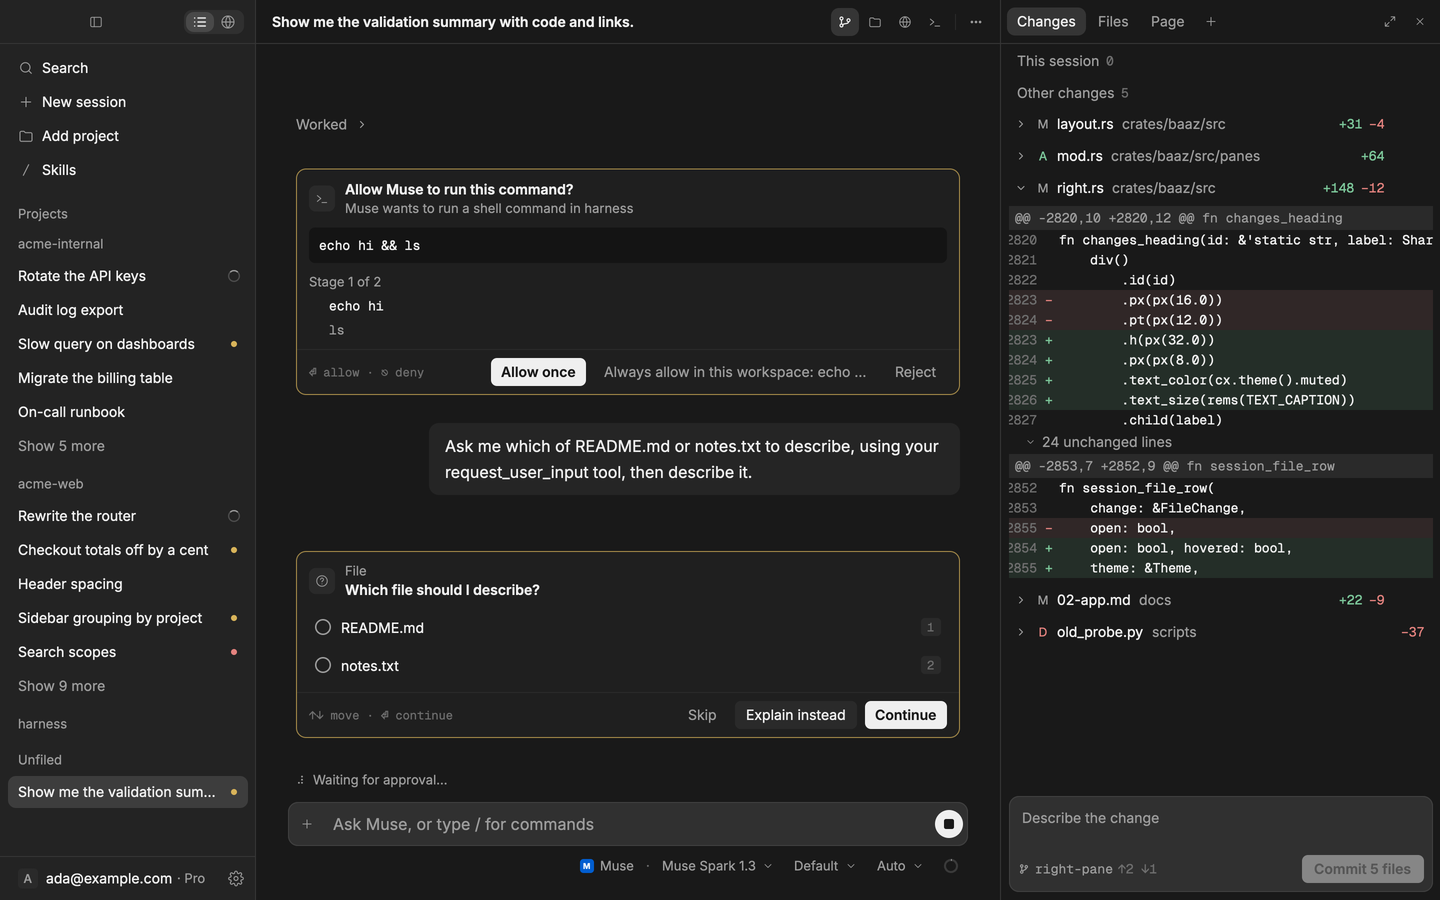 Search
New session
Add project
Skills
Projects
acme-internal
Rotate the API keys
Audit log export
Slow query on dashboards
Migrate the billing table
On-call runbook
Show 5 more
acme-web
Rewrite the router
Checkout totals off by a cent
Header spacing
Sidebar grouping by project
Search scopes
Show 9 more
harness
Unfiled
Show me the validation sum...
A ada@example.com · Pro
Show me the validation summary with code and links.
Worked
Allow Muse to run this command?
Muse wants to run a shell command in harness
echo hi && ls
Stage 1 of 2
echo hi
ls
allow · deny
Allow once
Always allow in this workspace: echo ...
Reject
Ask me which of README.md or notes.txt to describe, using your
request_user_input tool, then describe it.
File
Which file should I describe?
README.md 1
notes.txt 2
↑↓ move · continue
Skip
Explain instead
Continue
Waiting for approval...
Ask Muse, or type / for commands
M Muse · Muse Spark 1.3 Default Auto
Changes Files Page
This session 0
Other changes 5
M layout.rs crates/baaz/src +31 −4
A mod.rs crates/baaz/src/panes +64
M right.rs crates/baaz/src +148 −12
@@ -2820,10 +2820,12 @@ fn changes_heading
2820 fn changes_heading(id: &'static str, label: Shar
2821 div()
2822 .id(id)
2823 − .px(px(16.0))
2824 − .pt(px(12.0))
2823 + .h(px(32.0))
2824 + .px(px(8.0))
2825 + .text_color(cx.theme().muted)
2826 + .text_size(rems(TEXT_CAPTION))
2827 .child(label)
24 unchanged lines
@@ -2853,7 +2852,9 @@ fn session_file_row
2852 fn session_file_row(
2853 change: &FileChange,
2855 − open: bool,
2854 + open: bool, hovered: bool,
2855 + theme: &Theme,
M 02-app.md docs +22 −9
D old_probe.py scripts −37
Describe the change
right-pane ↑2 ↓1
Commit 5 files